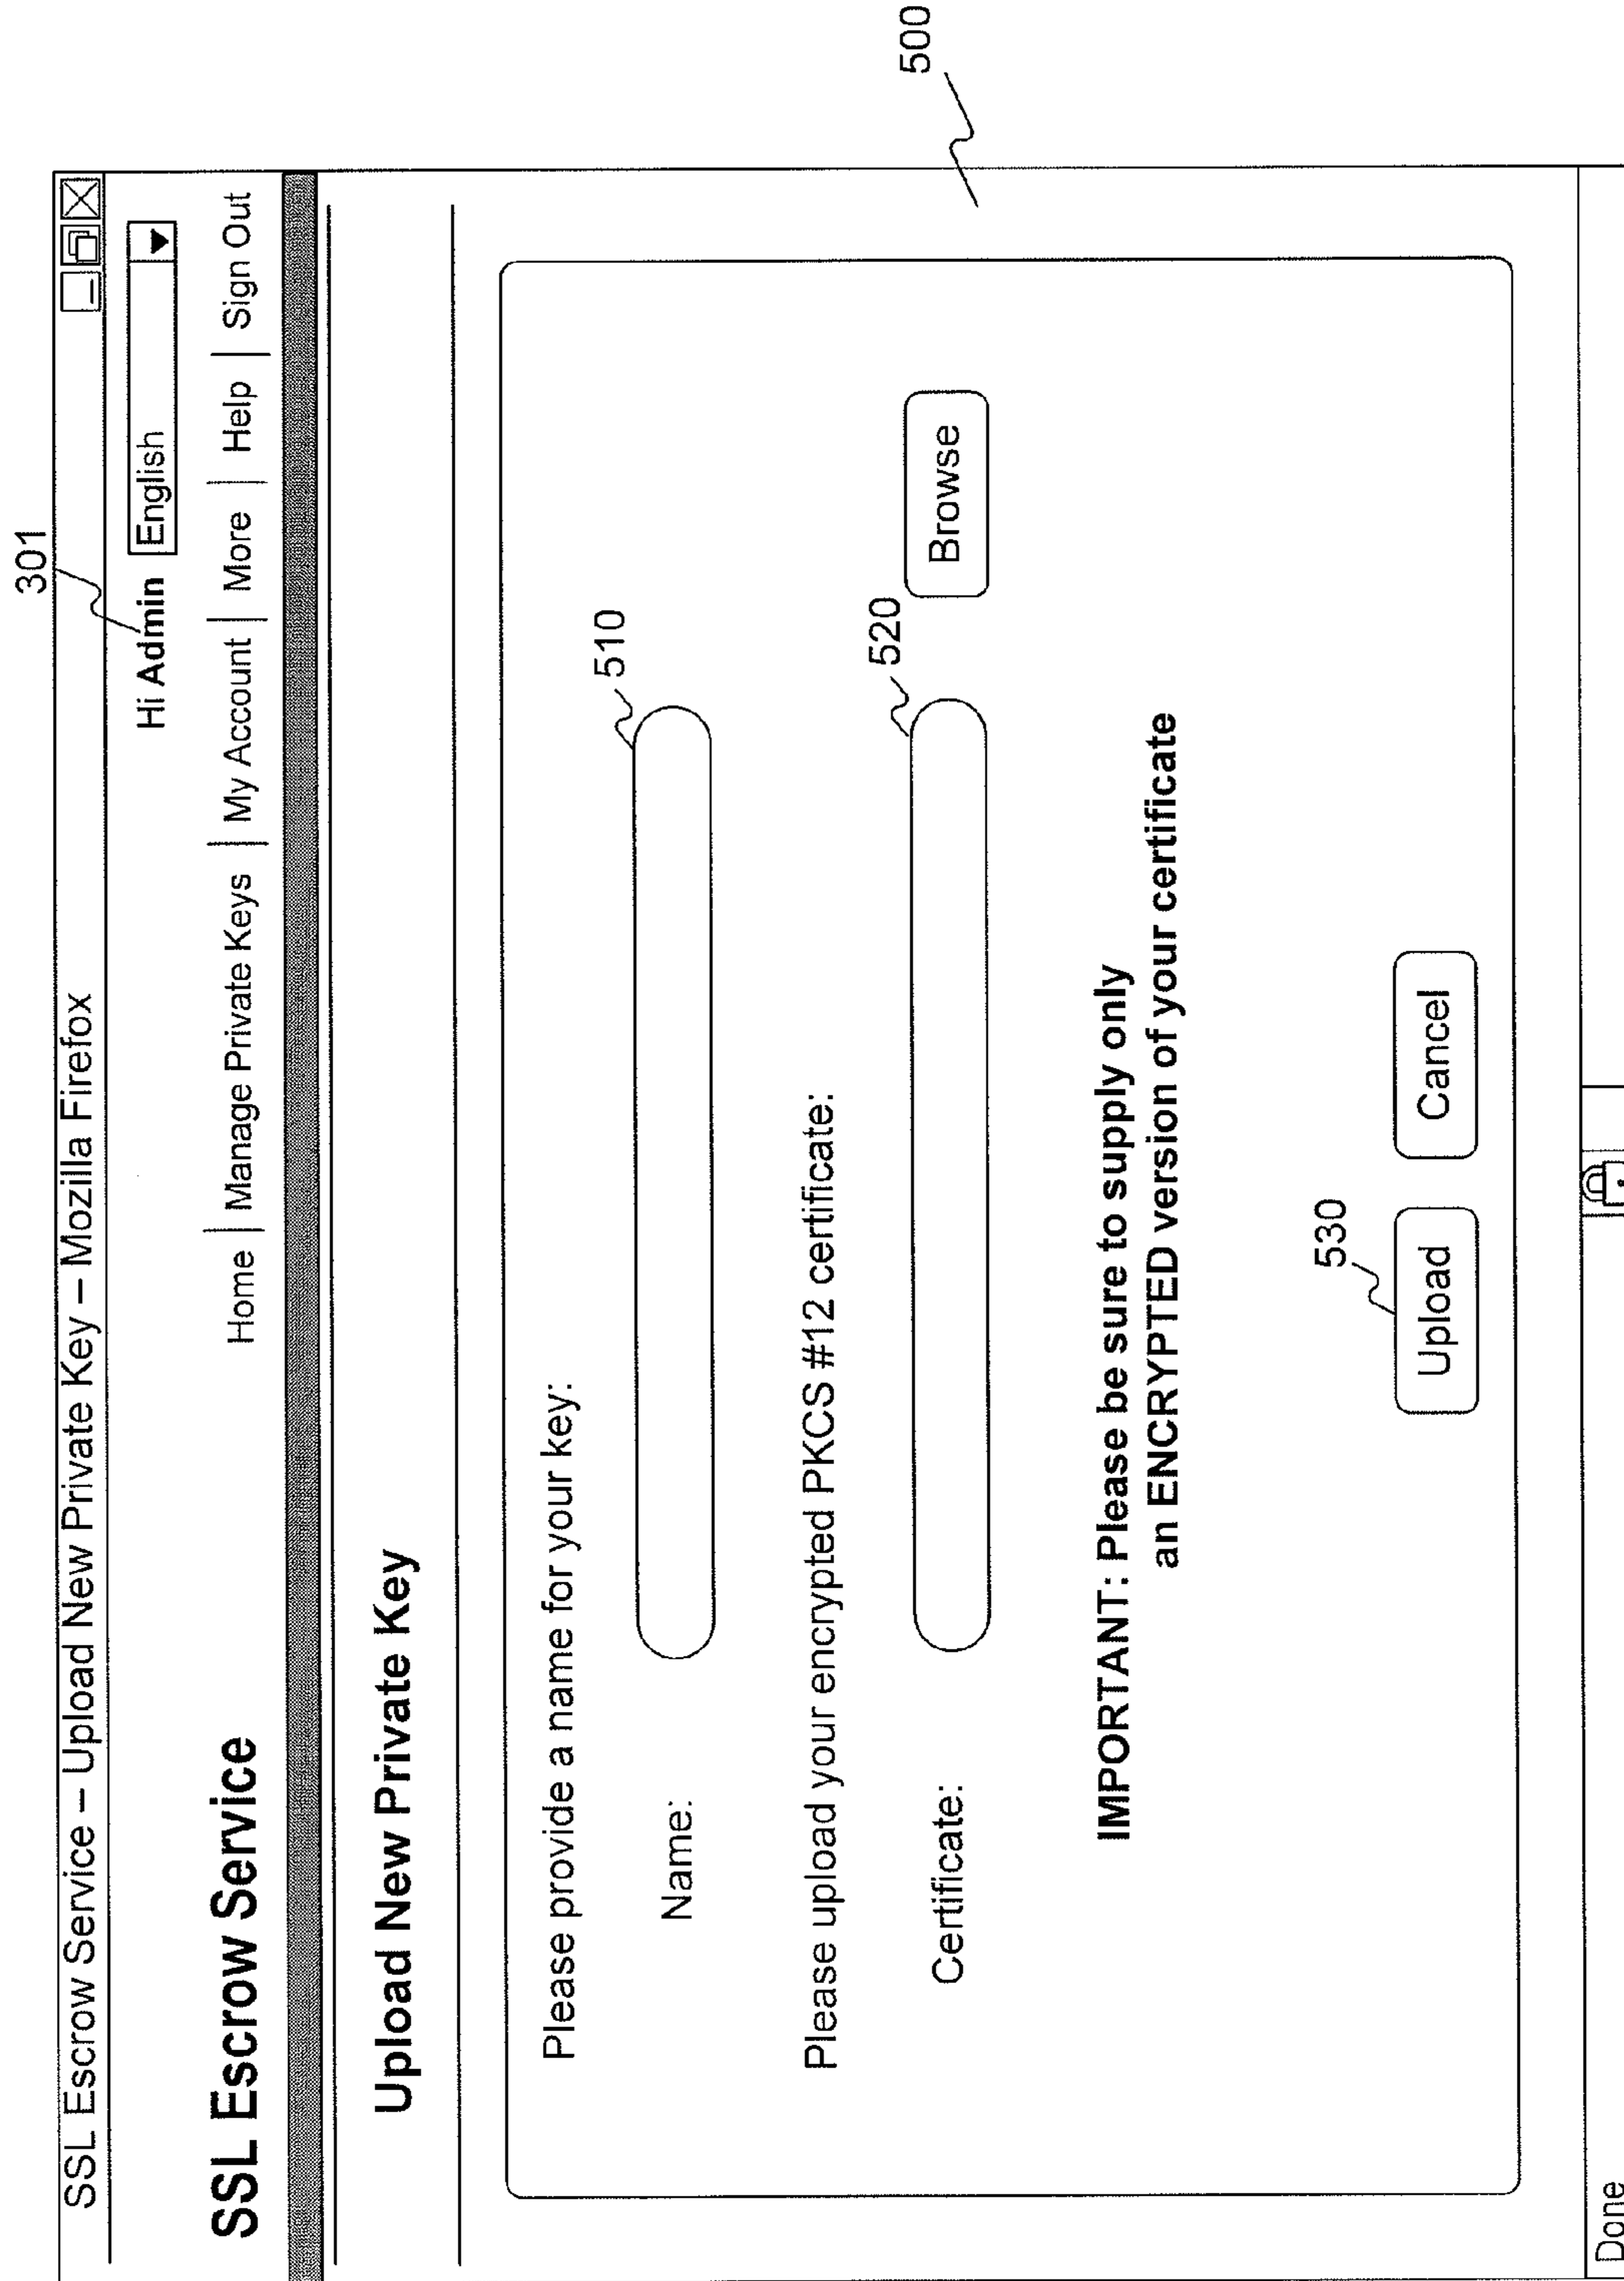 301
SSL Escrow Service – Upload New Private Key – Mozilla Firefox
Hi Admin English
SSL Escrow Service
Home | Manage Private Keys | My Account | More | Help | Sign Out
Upload New Private Key
Please provide a name for your key:
510
Name:
Please upload your encrypted PKCS #12 certificate:
520
Certificate:
Browse
500
IMPORTANT: Please be sure to supply only
an ENCRYPTED version of your certificate
530
Upload
Cancel
Done